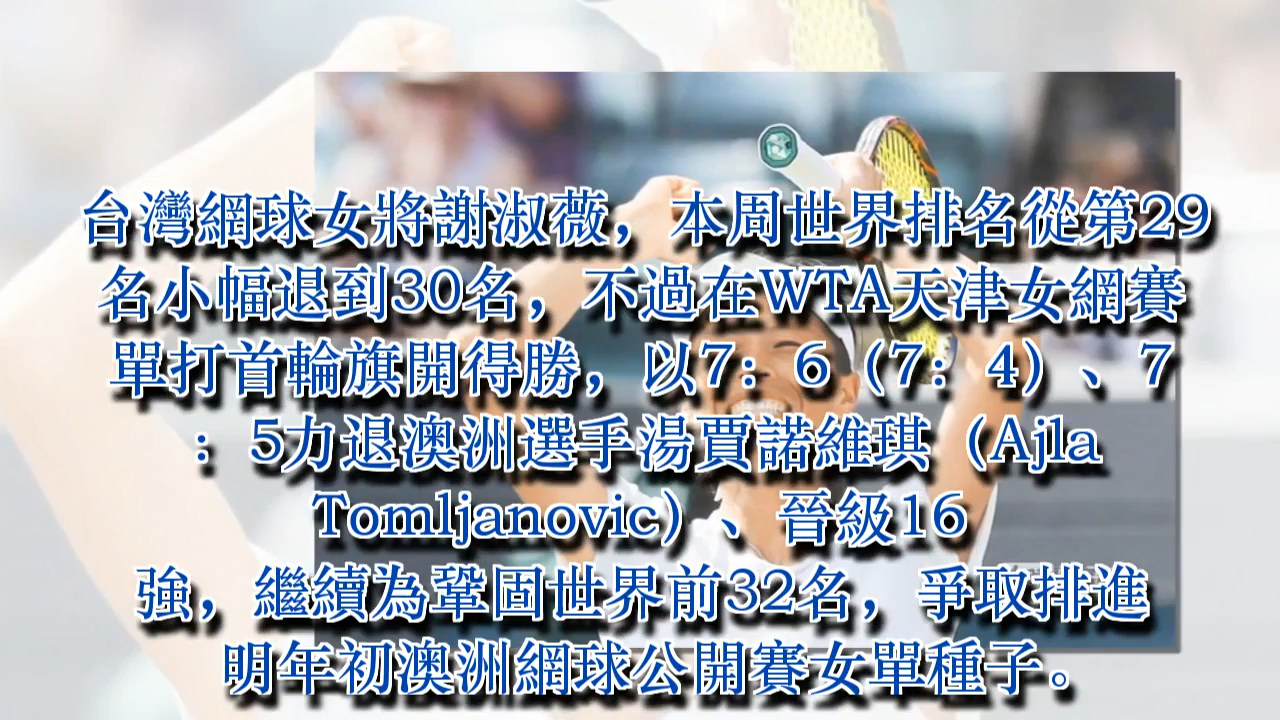 台灣網球女將謝淑薇，本周世界排名從第29
名小幅退到30名，不過在WTA天津女網賽
單打首輪旗開得勝，以7：6（7：4）、7
：5力退澳洲選手湯賈諾維琪（Ajla
Tomljanovic）、晉級16
強，繼續為鞏固世界前32名，爭取排進
明年初澳洲網球公開賽女單種子。